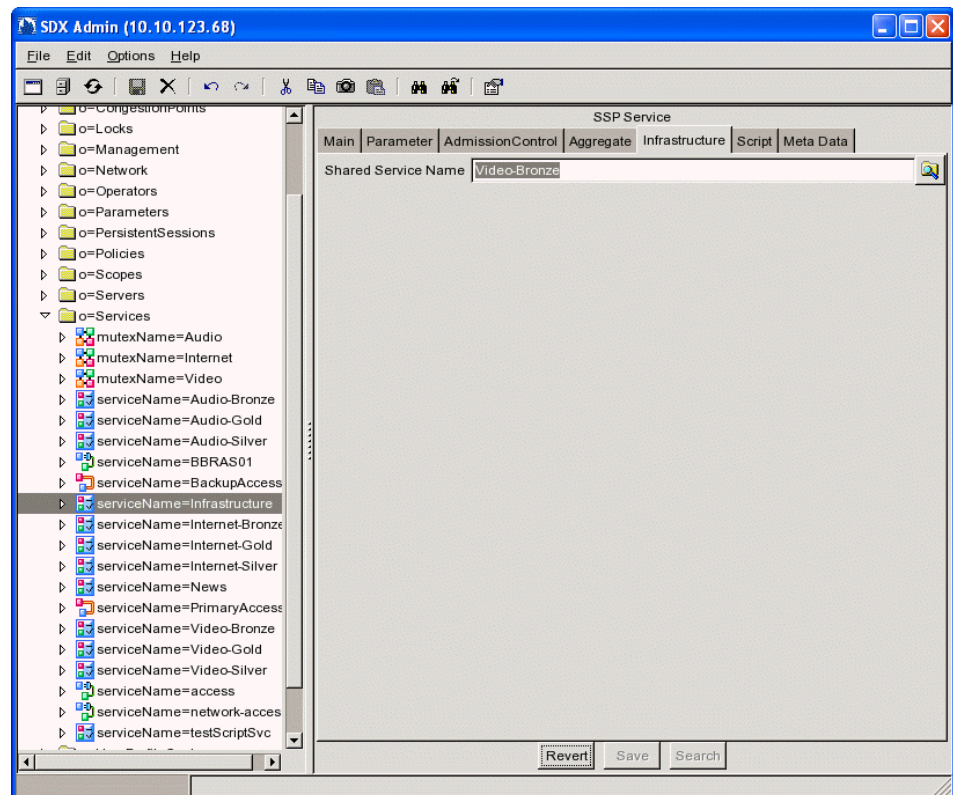 SDX Admin (10.10.123.68)
File Edit Options Help
o=CongestionPoints
o=Locks
o=Management
o=Network
o=Operators
o=Parameters
o=PersistentSessions
o=Policies
o=Scopes
o=Servers
o=Services
mutexName=Audio
mutexName=Internet
mutexName=Video
serviceName=Audio-Bronze
serviceName=Audio-Gold
serviceName=Audio-Silver
serviceName=BBRAS01
serviceName=BackupAccess
serviceName=Infrastructure
serviceName=Internet-Bronze
serviceName=Internet-Gold
serviceName=Internet-Silver
serviceName=News
serviceName=PrimaryAccess
serviceName=Video-Bronze
serviceName=Video-Gold
serviceName=Video-Silver
serviceName=access
serviceName=network-acces
serviceName=testScriptSvc
SSP Service
Main Parameter AdmissionControl Aggregate Infrastructure Script Meta Data
Shared Service Name Video-Bronze
Revert Save Search